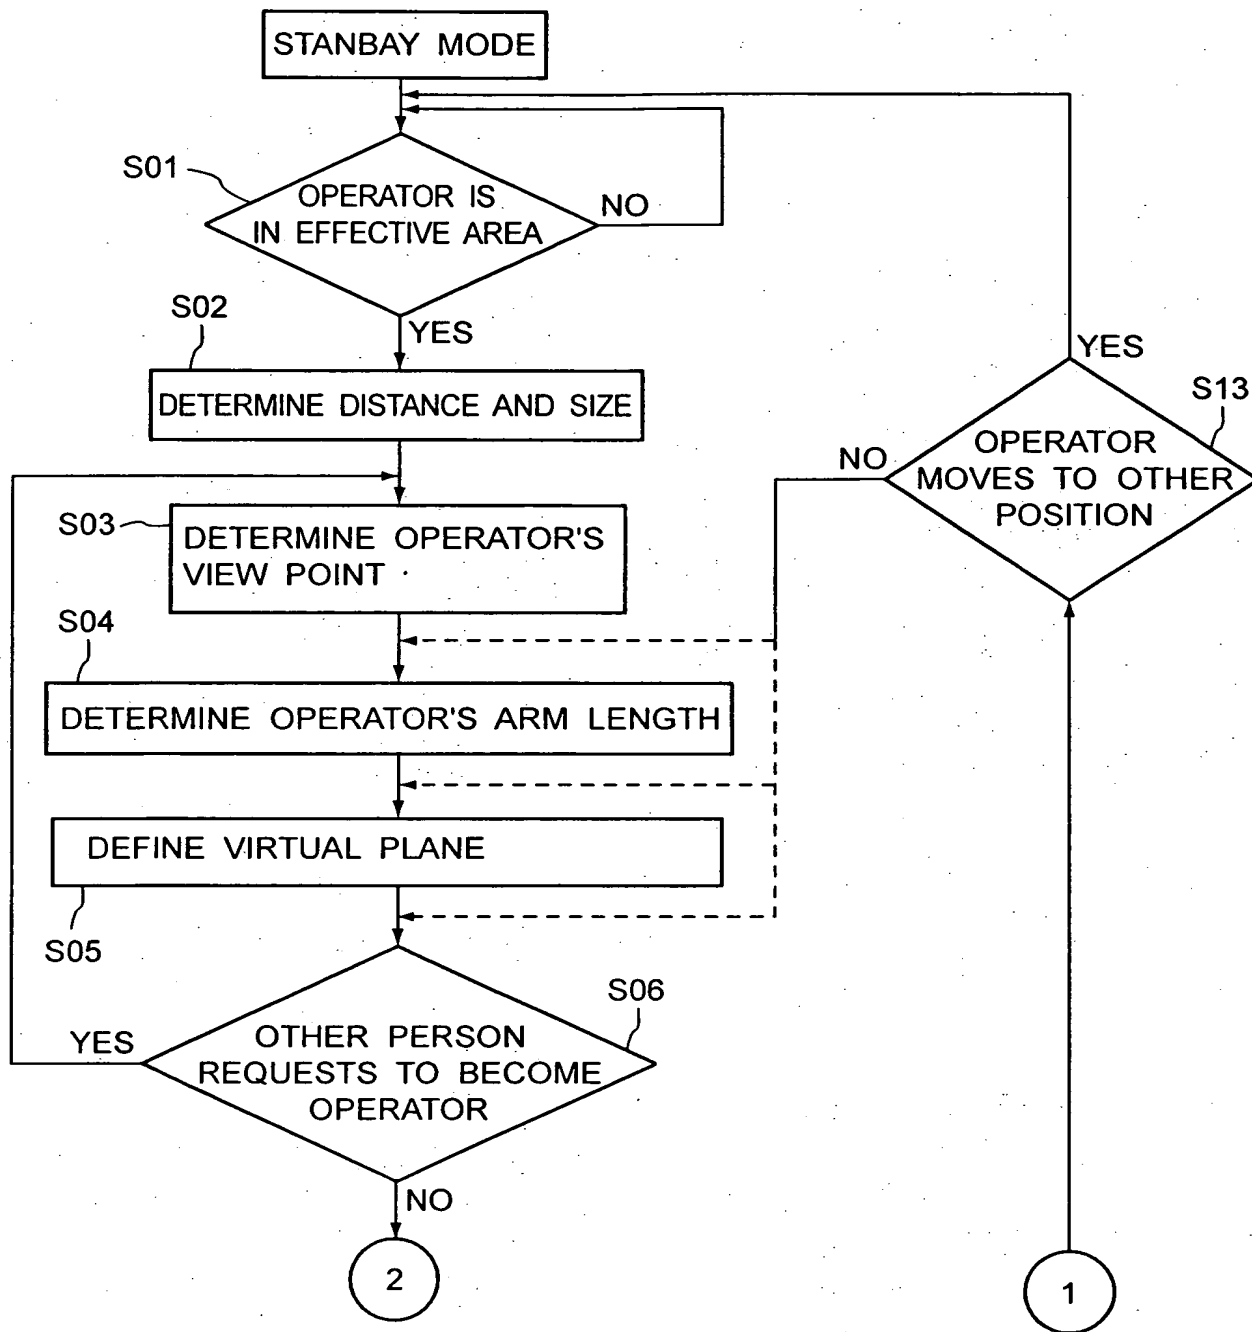 STANBAY MODE
S01
OPERATOR IS
IN EFFECTIVE AREA
NO
YES
S02
DETERMINE DISTANCE AND SIZE
S03
DETERMINE OPERATOR'S
VIEW POINT
S04
DETERMINE OPERATOR'S ARM LENGTH
DEFINE VIRTUAL PLANE
S05
S06
YES
OTHER PERSON
REQUESTS TO BECOME
OPERATOR
NO
2
YES
S13
NO
OPERATOR
MOVES TO OTHER
POSITION
1